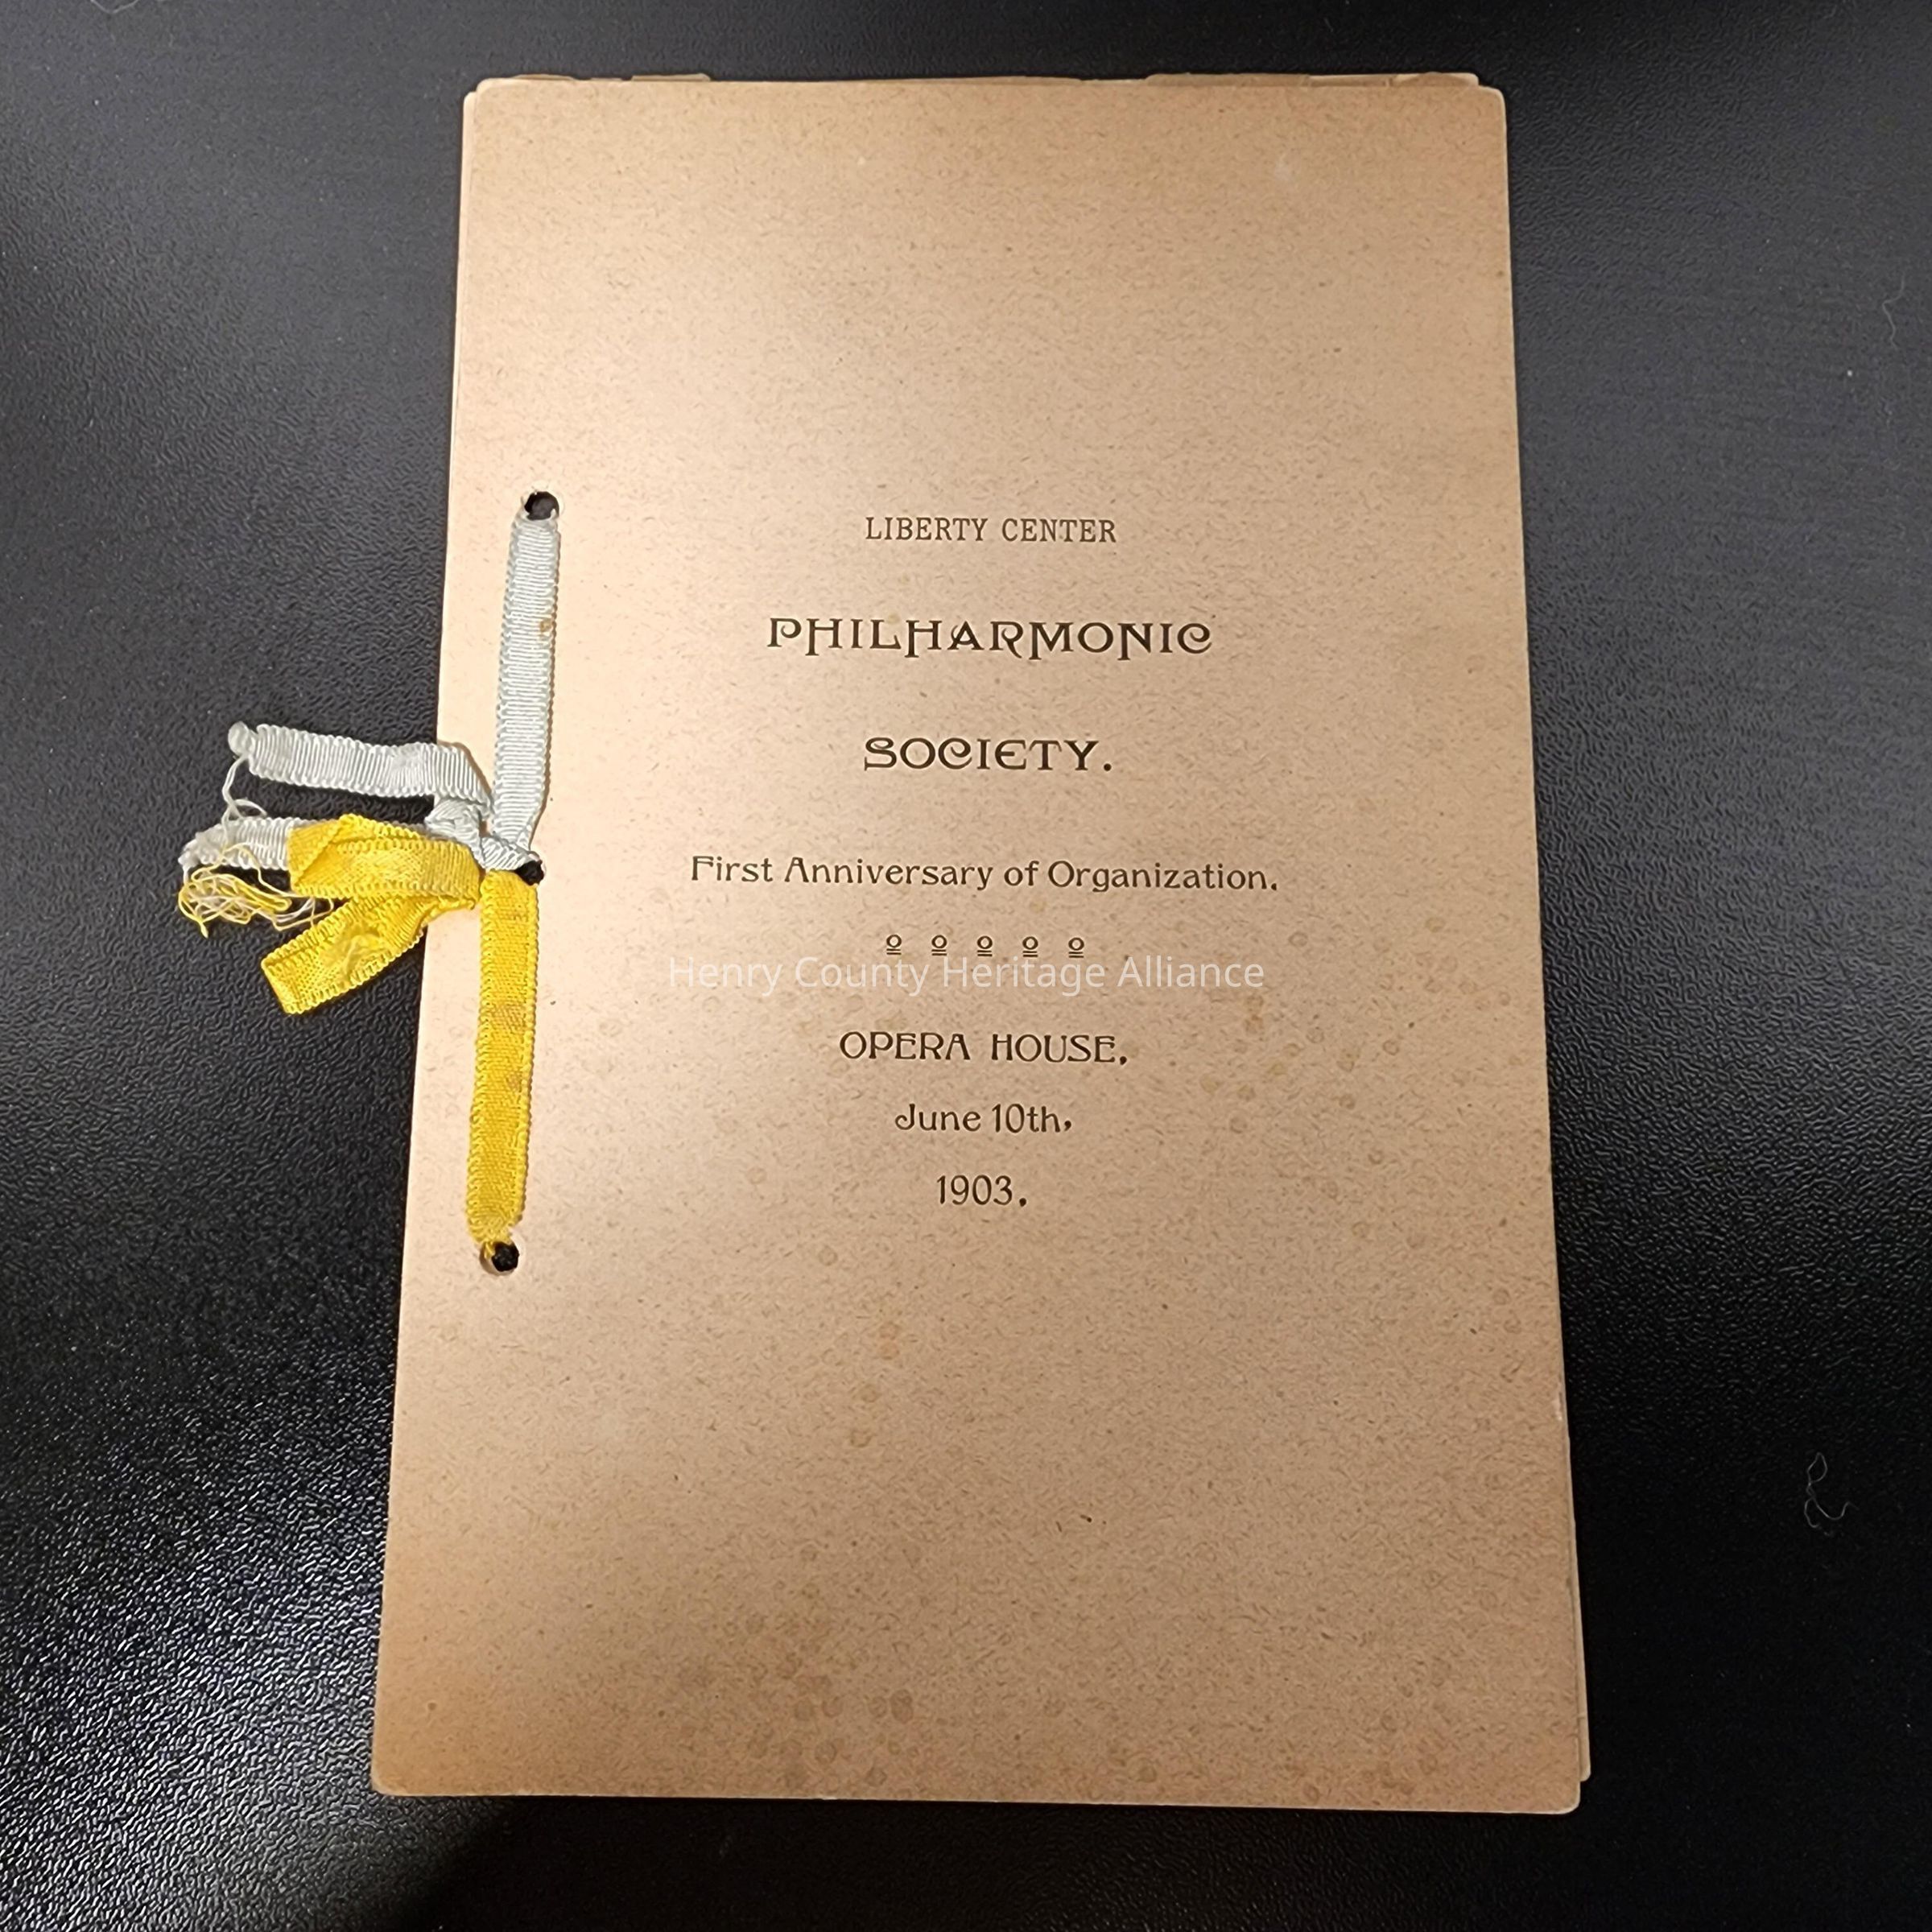 LIBERTY CENTER
PHILHARMONIC
SOCIETY.
First Anniversary of Organization.
Henry County Heritage Alliance
OPERA HOUSE,
June 10th,
1903.